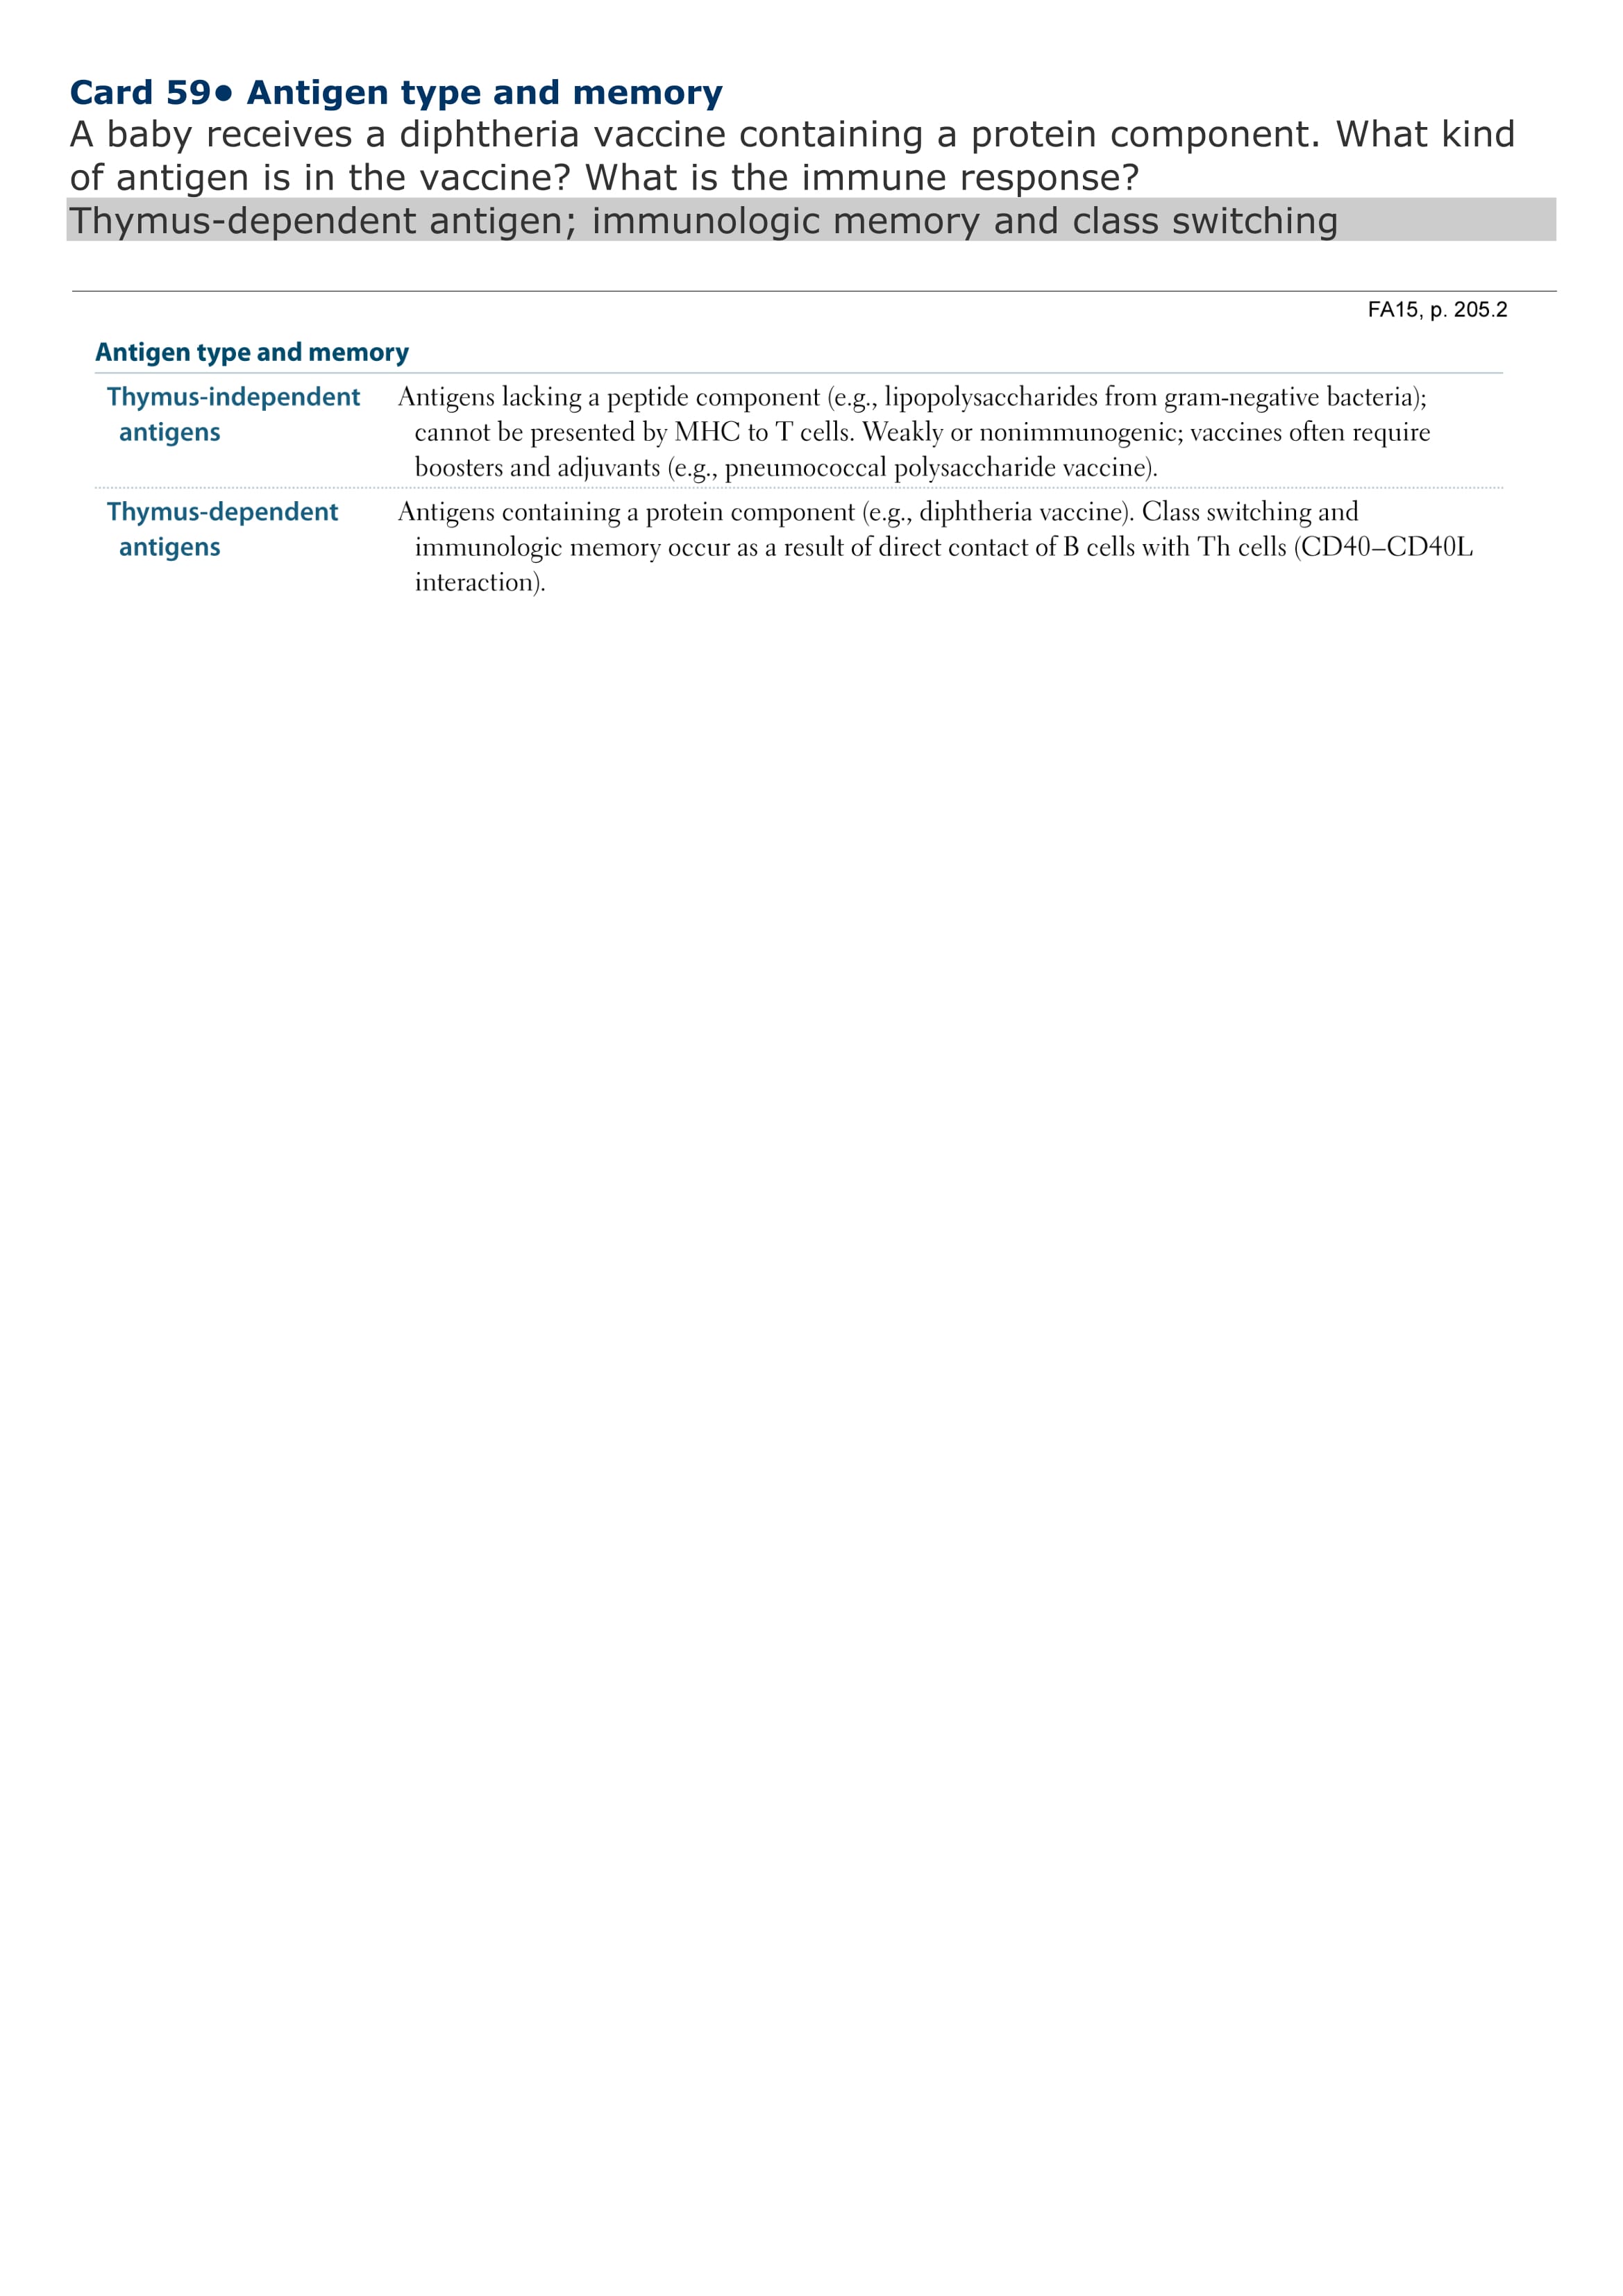 Card 59• Antigen type and memory
A baby receives a diphtheria vaccine containing a protein component. What kind
of antigen is in the vaccine? What is the immune response?
Thymus-dependent antigen; immunologic memory and class switching
FA15, p. 205.2
Antigen type and memory
Thymus-independent antigens
Antigens lacking a peptide component (e.g., lipopolysaccharides from gram-negative bacteria);
cannot be presented by MHC to T cells. Weakly or nonimmunogenic; vaccines often require
boosters and adjuvants (e.g., pneumococcal polysaccharide vaccine).
Thymus-dependent antigens
Antigens containing a protein component (e.g., diphtheria vaccine). Class switching and
immunologic memory occur as a result of direct contact of B cells with Th cells (CD40–CD40L
interaction).